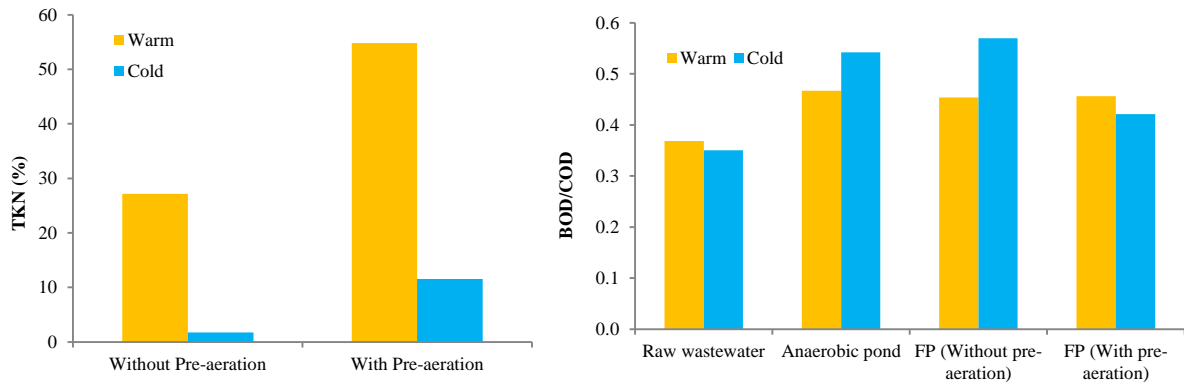 60
50
40
30
20
10
0
TKN (%)
Warm
Cold
Without Pre-aeration
With Pre-aeration
0.6
0.5
0.4
0.3
0.2
0.1
0.0
BOD/COD
Warm
Cold
Raw wastewater
Anaerobic pond
FP (Without pre-
aeration)
FP (With pre-
aeration)